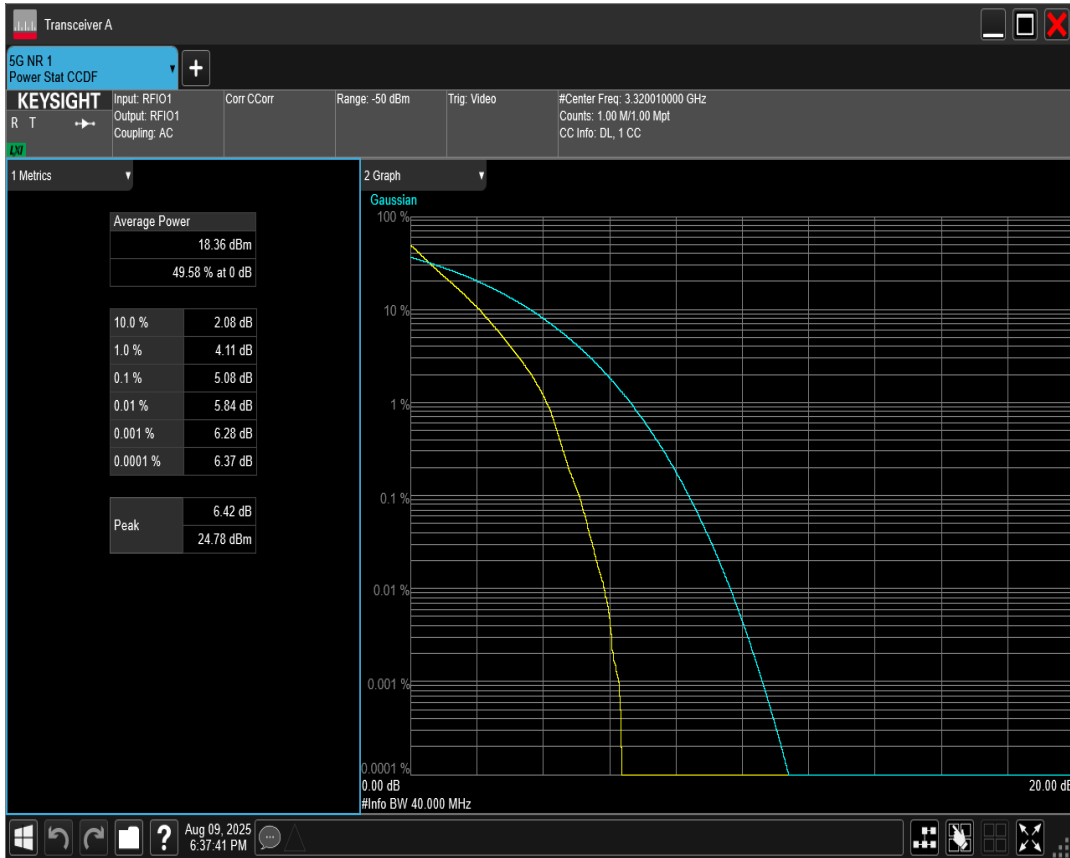 Transceiver A
5G NR 1
Power Stat CCDF
KEYSIGHT
R T
LXI
Input: RFIO1
Output: RFIO1
Coupling: AC
Corr CCorr
Range: -50 dBm
Trig: Video
#Center Freq: 3.320010000 GHz
Counts: 1.00 M/1.00 Mpt
CC Info: DL, 1 CC
1 Metrics
Average Power
18.36 dBm
49.58 % at 0 dB
10.0 % 2.08 dB
1.0 % 4.11 dB
0.1 % 5.08 dB
0.01 % 5.84 dB
0.001 % 6.28 dB
0.0001 % 6.37 dB
Peak 6.42 dB
24.78 dBm
2 Graph
Gaussian
100 %
10 %
1 %
0.1 %
0.01 %
0.001 %
0.0001 %
0.00 dB 20.00 dB
#Info BW 40.000 MHz
Aug 09, 2025
6:37:41 PM